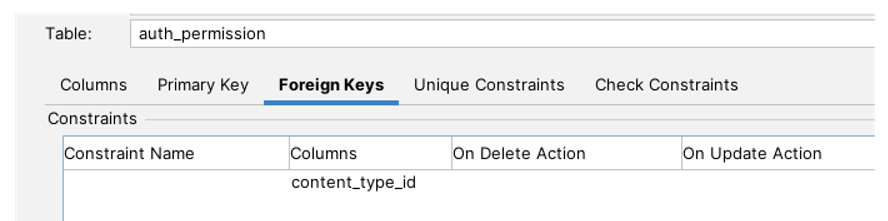 Table: auth_permission
Columns Primary Key Foreign Keys Unique Constraints Check Constraints
Constraints
Constraint Name Columns On Delete Action On Update Action
content_type_id